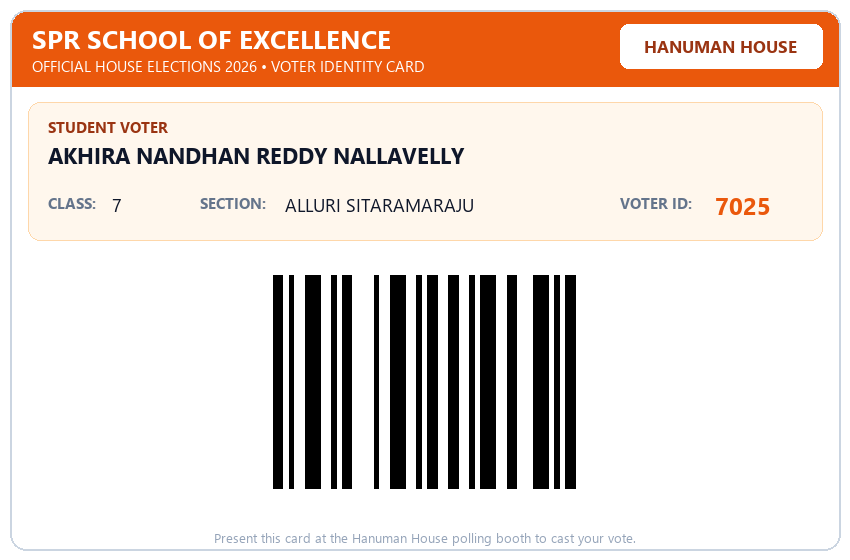 SPR SCHOOL OF EXCELLENCE
OFFICIAL HOUSE ELECTIONS 2026 • VOTER IDENTITY CARD
HANUMAN HOUSE
STUDENT VOTER
AKHIRA NANDHAN REDDY NALLAVELLY
CLASS: 7 SECTION: ALLURI SITARAMARAJU VOTER ID: 7025
Present this card at the Hanuman House polling booth to cast your vote.